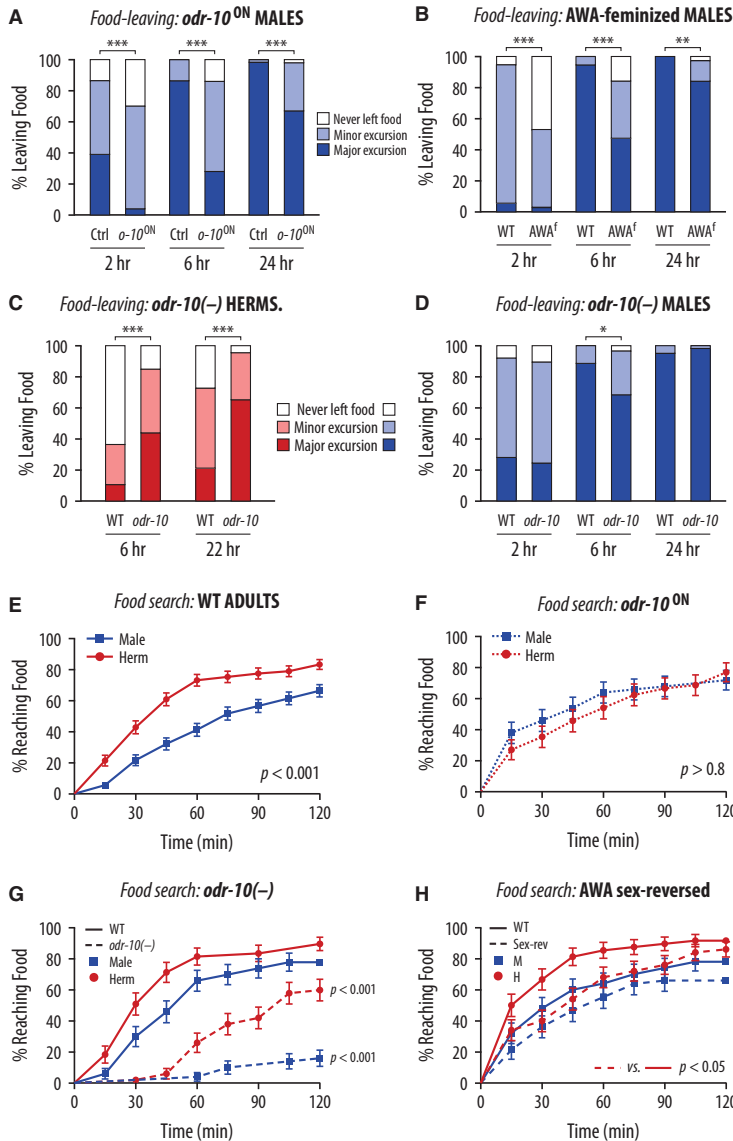 A
Food-leaving: odr-10ᴼᴺ MALES
*** *** ***
% Leaving Food
100
80
60
40
20
0
Ctrl o-10ᴼᴺ Ctrl o-10ᴼᴺ Ctrl o-10ᴼᴺ
2 hr 6 hr 24 hr
Never left food
Minor excursion
Major excursion
B
Food-leaving: AWA-feminized MALES
*** *** **
% Leaving Food
100
80
60
40
20
0
WT AWAᶠ WT AWAᶠ WT AWAᶠ
2 hr 6 hr 24 hr
C
Food-leaving: odr-10(–) HERMS.
*** ***
% Leaving Food
100
80
60
40
20
0
WT odr-10 WT odr-10
6 hr 22 hr
Never left food
Minor excursion
Major excursion
D
Food-leaving: odr-10(–) MALES
*
% Leaving Food
100
80
60
40
20
0
WT odr-10 WT odr-10 WT odr-10
2 hr 6 hr 24 hr
E
Food search: WT ADULTS
Male
Herm
% Reaching Food
100
80
60
40
20
0
p < 0.001
0 30 60 90 120
Time (min)
F
Food search: odr-10ᴼᴺ
Male
Herm
% Reaching Food
100
80
60
40
20
0
p > 0.8
0 30 60 90 120
Time (min)
G
Food search: odr-10(–)
WT
odr-10(–)
Male
Herm
% Reaching Food
100
80
60
40
20
0
p < 0.001
p < 0.001
0 30 60 90 120
Time (min)
H
Food search: AWA sex-reversed
WT
Sex-rev
M
H
% Reaching Food
100
80
60
40
20
0
vs. p < 0.05
0 30 60 90 120
Time (min)